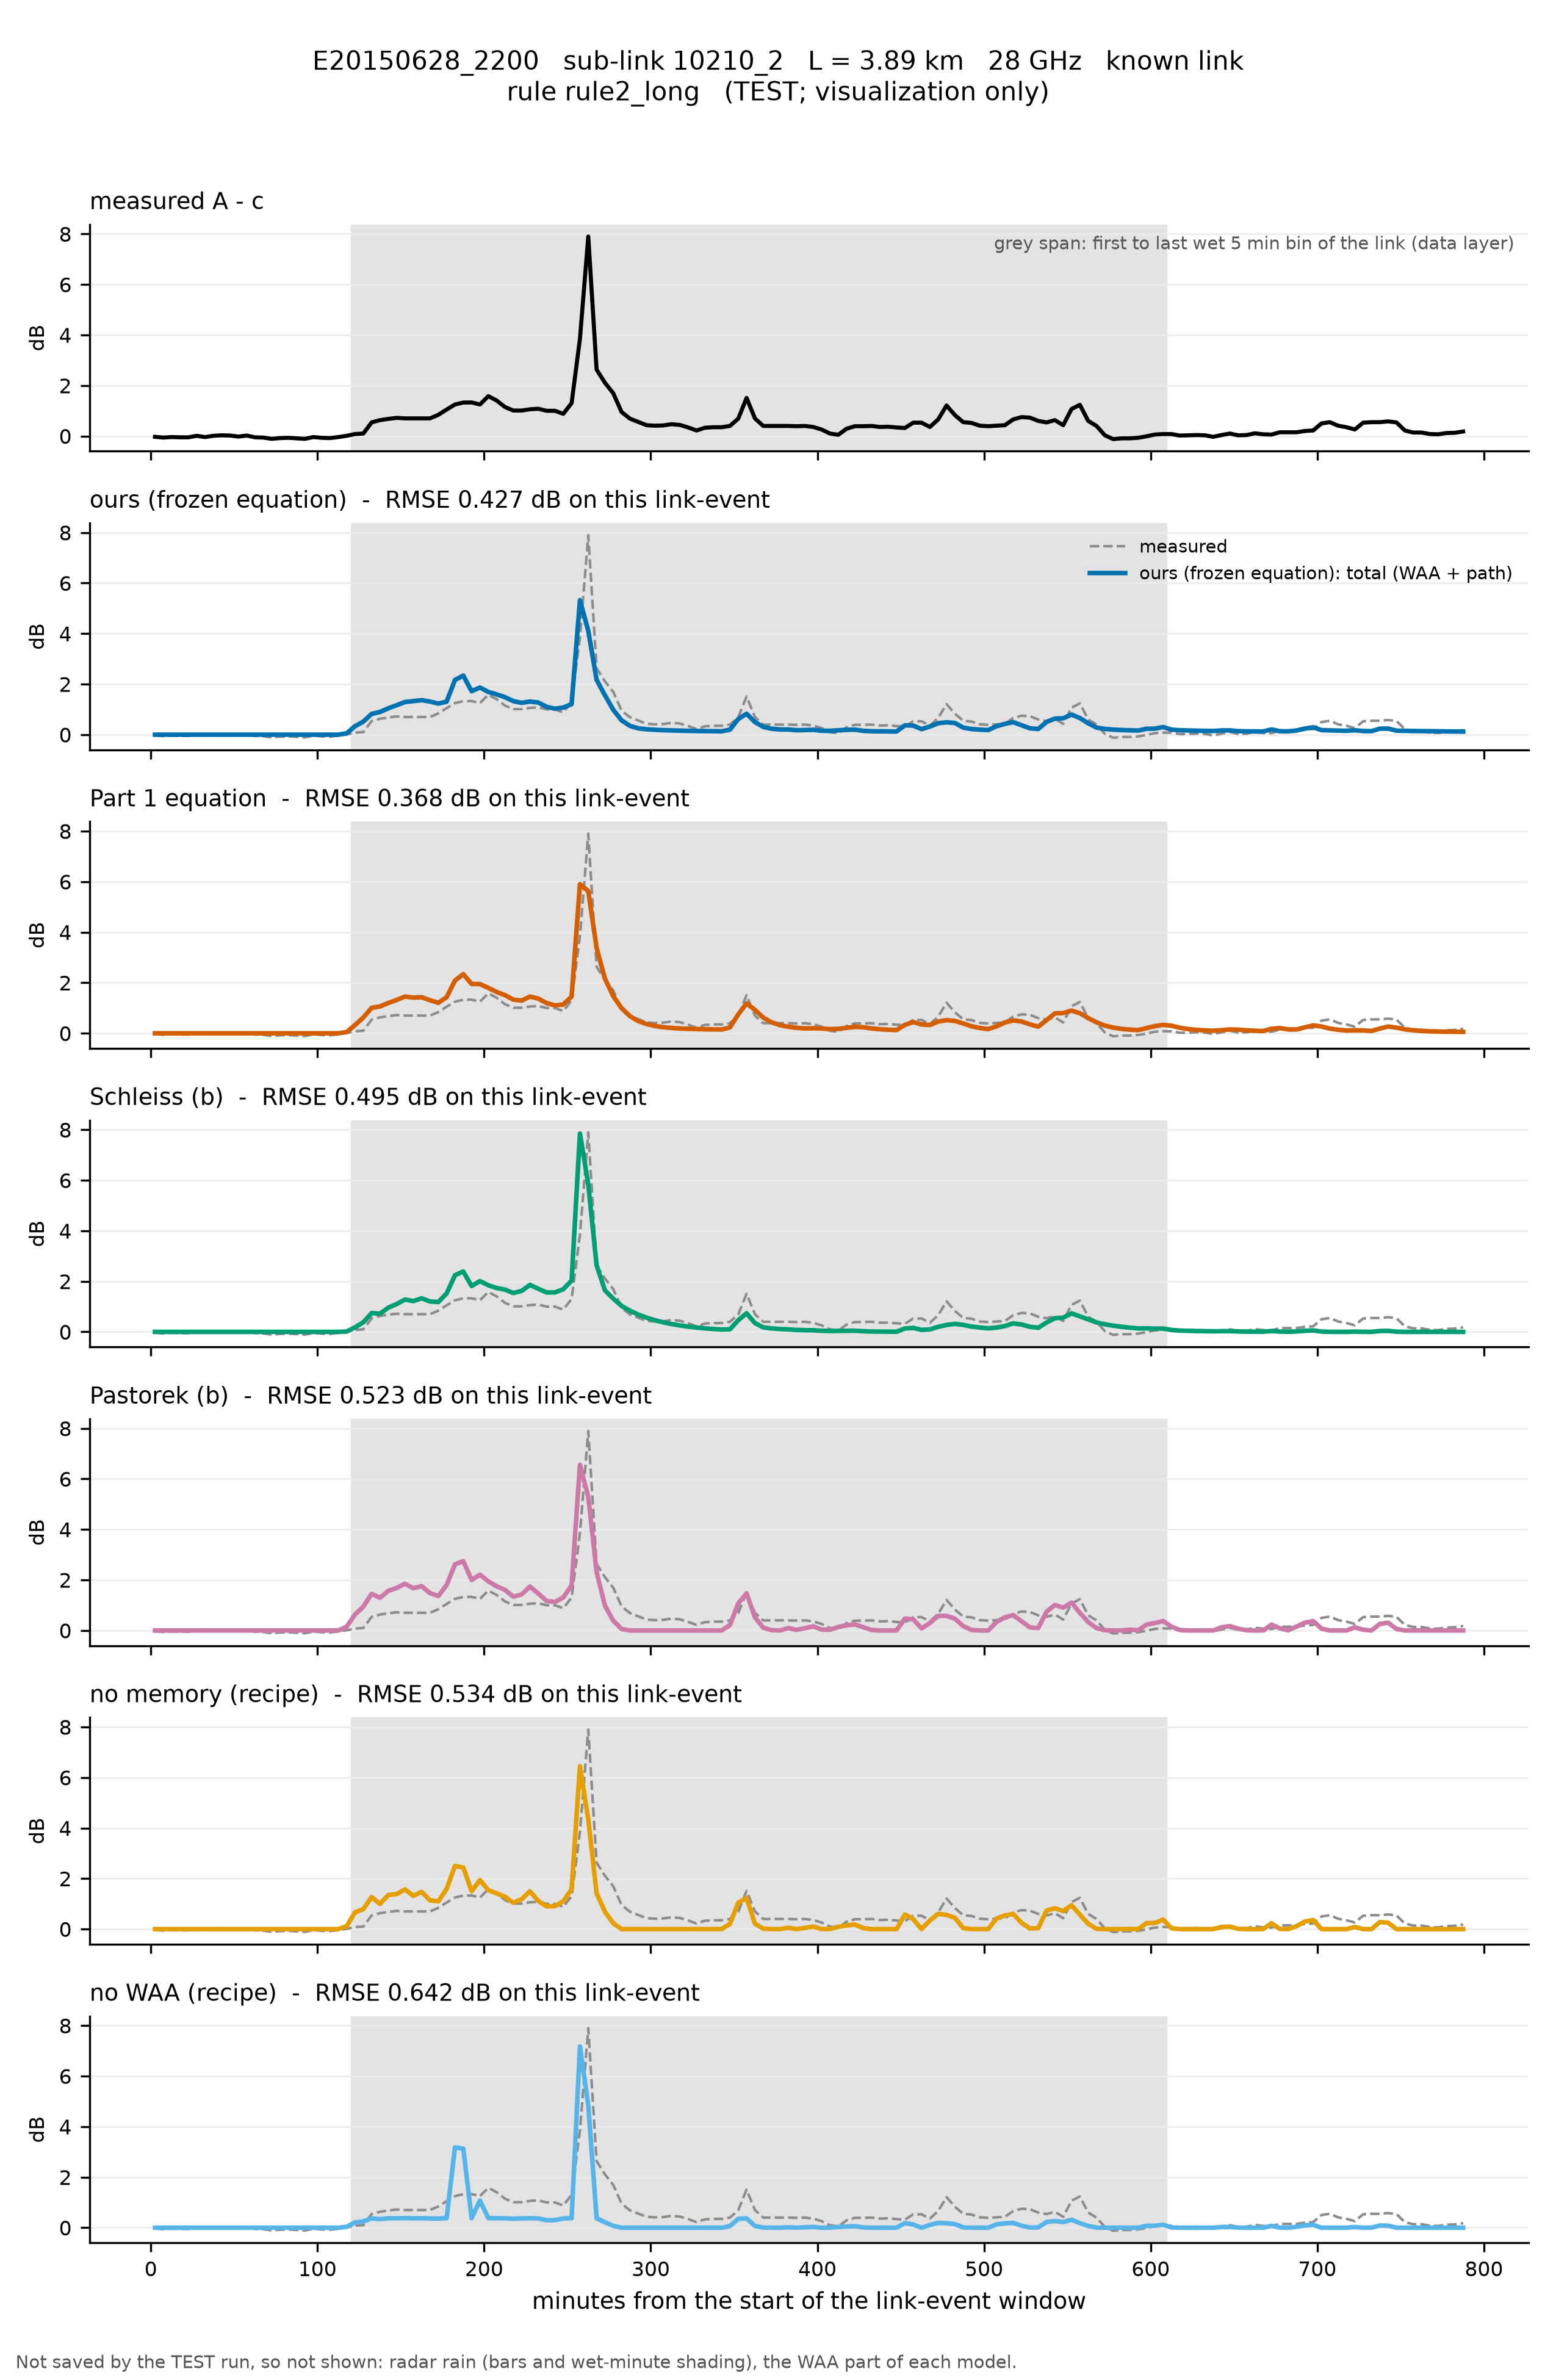 E20150628_2200   sub-link 10210_2   L = 3.89 km   28 GHz   known link
rule rule2_long   (TEST; visualization only)
measured A - c
8
6
4
2
0
dB
grey span: first to last wet 5 min bin of the link (data layer)
ours (frozen equation)  -  RMSE 0.427 dB on this link-event
8
6
4
2
0
dB
measured
ours (frozen equation): total (WAA + path)
Part 1 equation  -  RMSE 0.368 dB on this link-event
8
6
4
2
0
dB
Schleiss (b)  -  RMSE 0.495 dB on this link-event
8
6
4
2
0
dB
Pastorek (b)  -  RMSE 0.523 dB on this link-event
8
6
4
2
0
dB
no memory (recipe)  -  RMSE 0.534 dB on this link-event
8
6
4
2
0
dB
no WAA (recipe)  -  RMSE 0.642 dB on this link-event
8
6
4
2
0
dB
0 100 200 300 400 500 600 700 800
minutes from the start of the link-event window
Not saved by the TEST run, so not shown: radar rain (bars and wet-minute shading), the WAA part of each model.